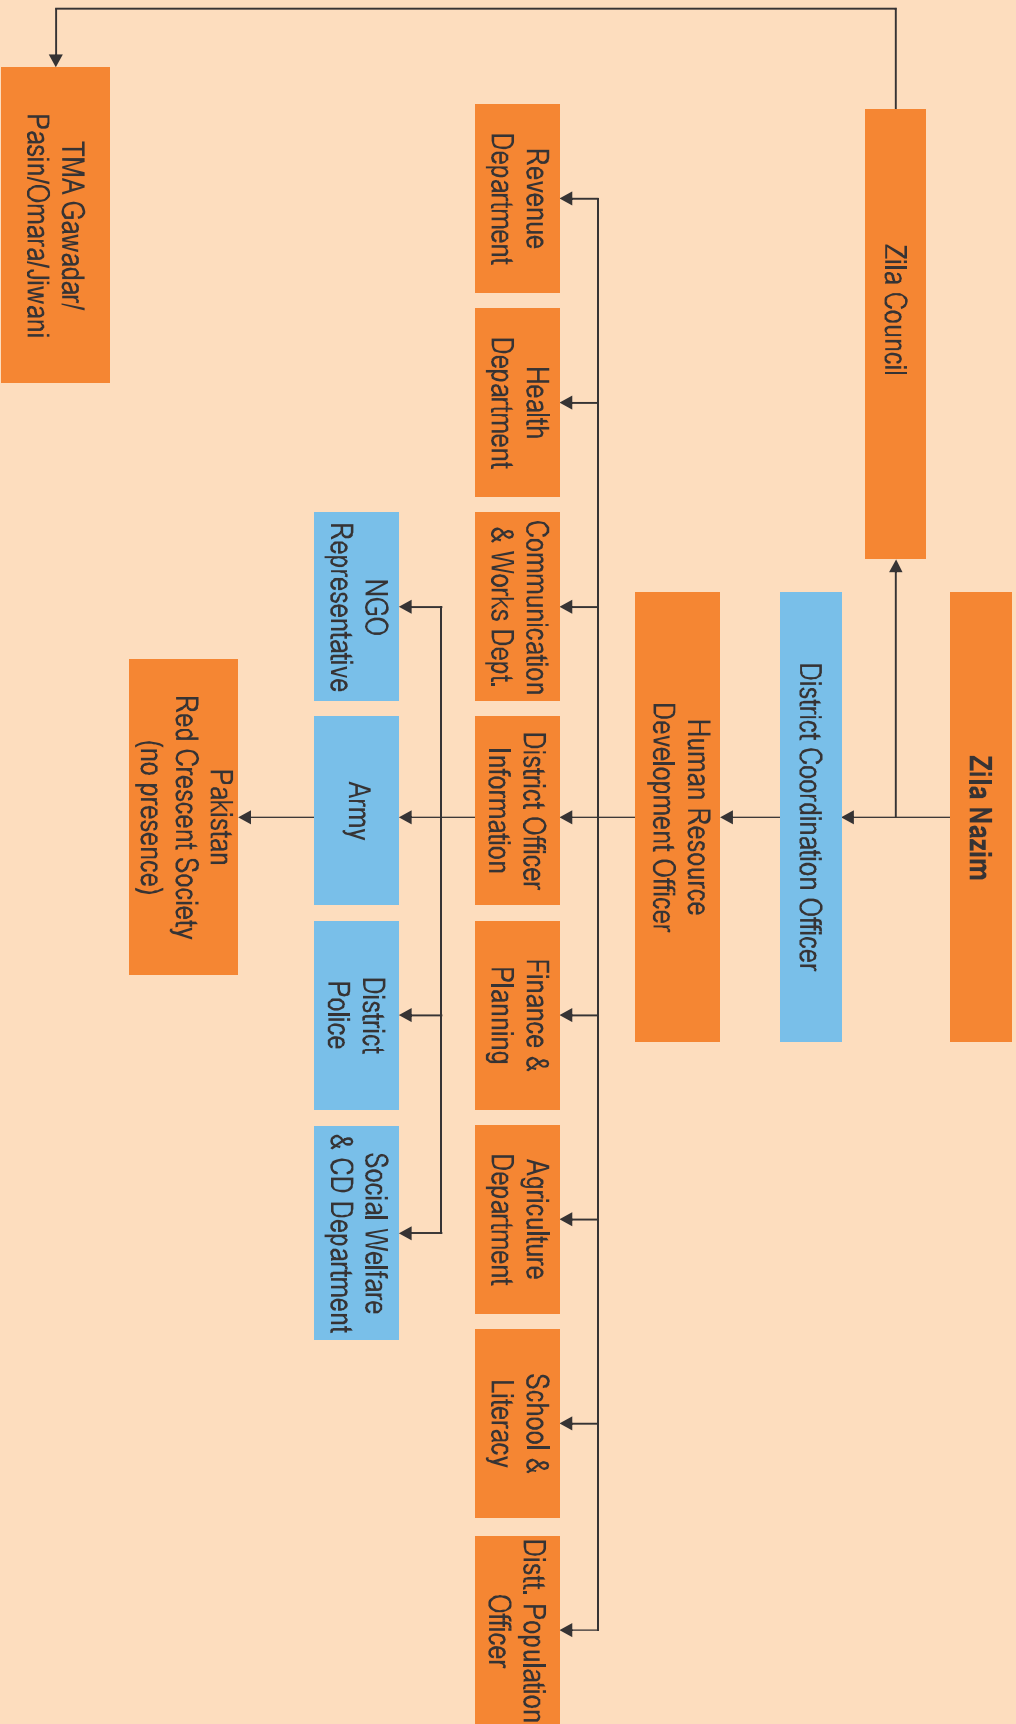 Zila Nazim
Zila Council
District Coordination Officer
Human Resource
Development Officer
Revenue
Department
Health
Department
Communication
& Works Dept.
District Officer
Information
Finance &
Planning
Agriculture
Department
School &
Literacy
Distt. Population
Officer
NGO
Representative
Army
District
Police
Social Welfare
& CD Department
Pakistan
Red Crescent Society
(no presence)
TMA Gawadar/
Pasin/Omara/Jiwani